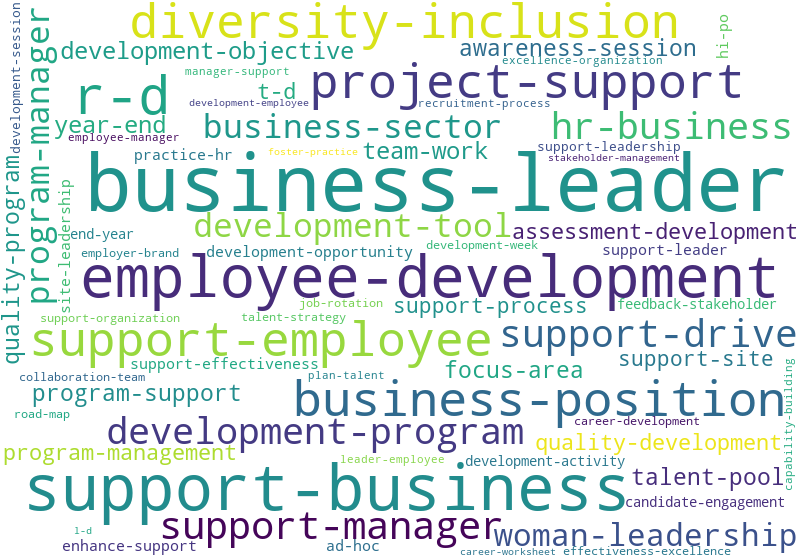 diversity-inclusion
development-session
program-manager
hi-po
development-objective
awareness-session
excellence-organization
manager-support
project-support
r-d
t-d
development-employee
recruitment-process
year-end
business-sector
hr-business
employee-manager
practice-hr
foster-practice
team-work
support-leadership
stakeholder-management
business-leader
quality-program
site-leadership
development-tool
assessment-development
end-year
employer-brand
development-opportunity
development-week
support-leader
employee-development
job-rotation
support-process
feedback-stakeholder
support-organization
talent-strategy
support-employee
support-drive
support-effectiveness
focus-area
support-site
collaboration-team
plan-talent
program-support
business-position
capability-building
road-map
development-program
career-development
program-management
quality-development
leader-employee
development-activity
support-business
talent-pool
candidate-engagement
support-manager
woman-leadership
l-d
enhance-support
ad-hoc
career-worksheet
effectiveness-excellence